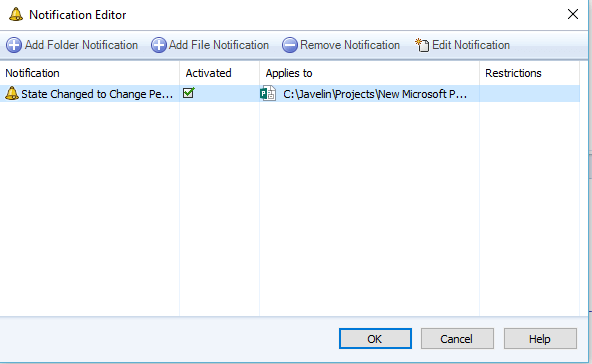 Notification Editor
Add Folder Notification Add File Notification Remove Notification Edit Notification
Notification Activated Applies to Restrictions
State Changed to Change Pe... C:\Javelin\Projects\New Microsoft P...
OK Cancel Help